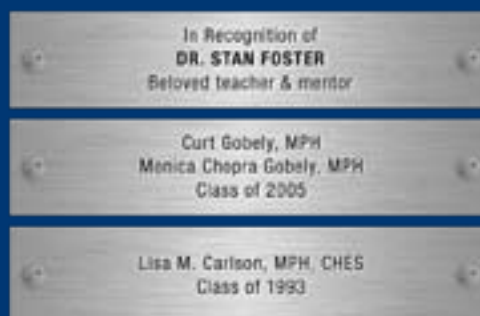 In Recognition of
DR. STAN FOSTER
Beloved teacher & mentor
Curt Gobely, MPH
Monica Chopra Gobely, MPH
Class of 2005
Lisa M. Carlson, MPH, CHES
Class of 1993